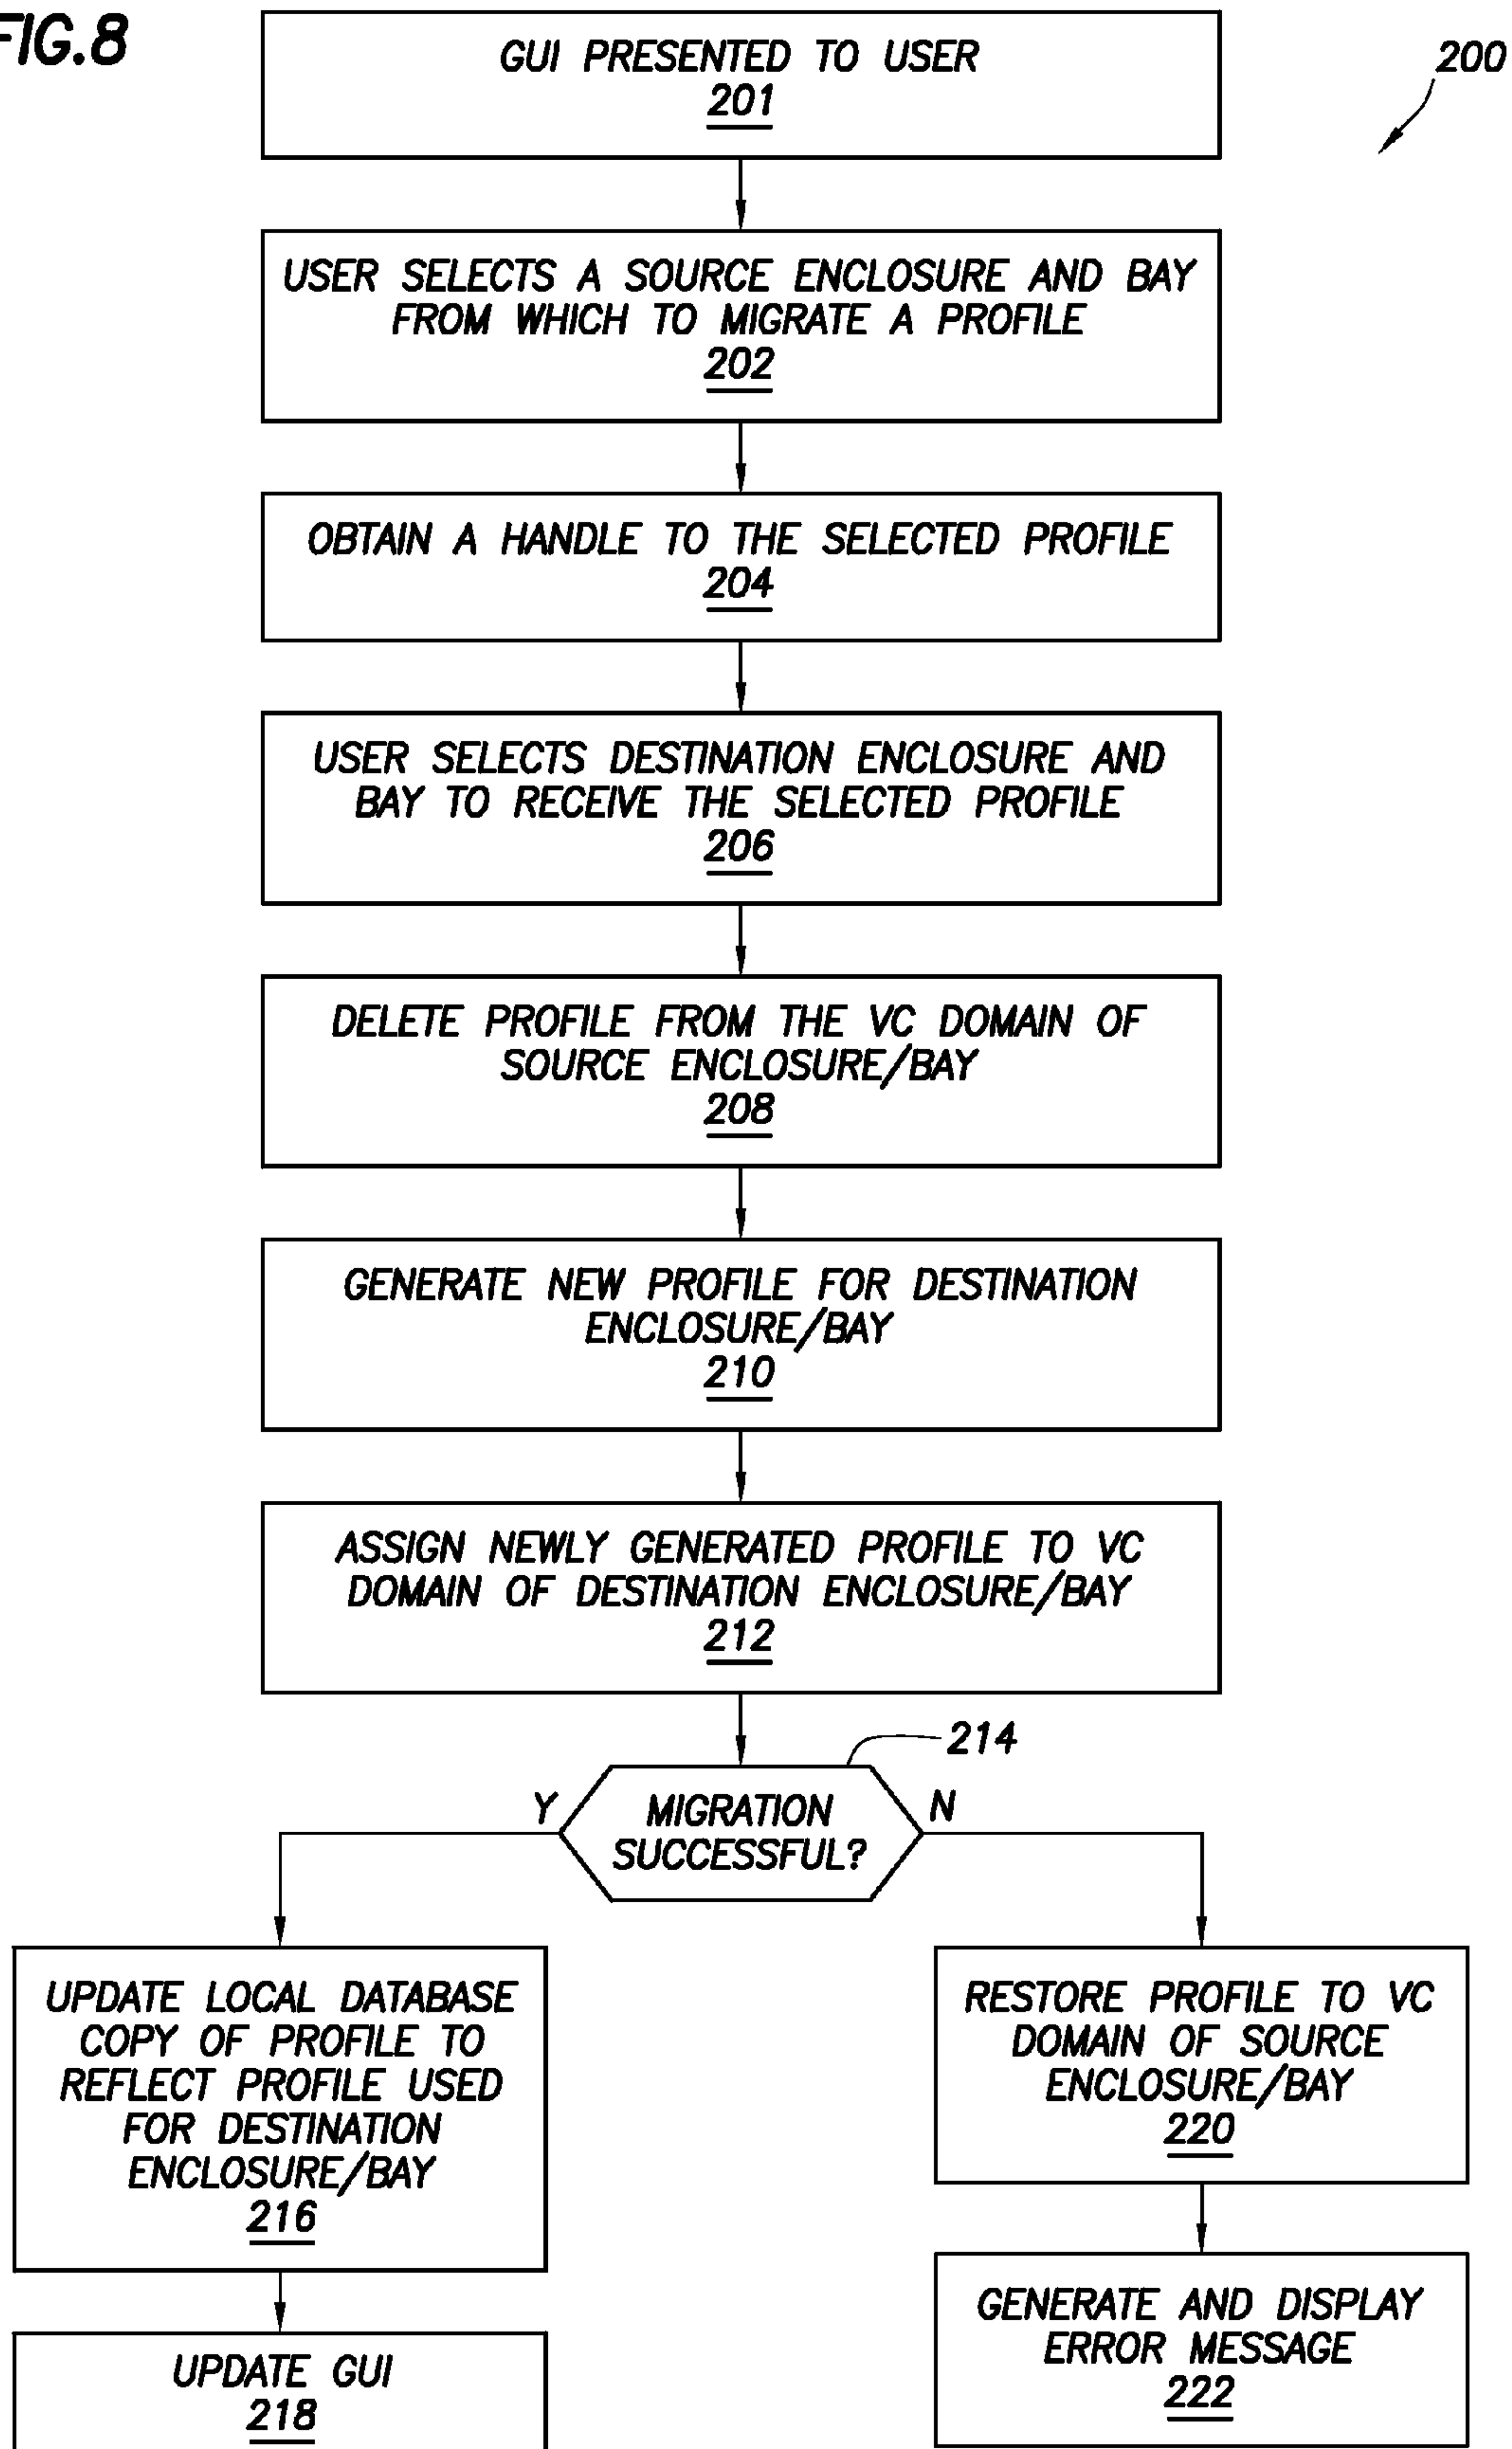 FIG.8
200
GUI PRESENTED TO USER
201
USER SELECTS A SOURCE ENCLOSURE AND BAY
FROM WHICH TO MIGRATE A PROFILE
202
OBTAIN A HANDLE TO THE SELECTED PROFILE
204
USER SELECTS DESTINATION ENCLOSURE AND
BAY TO RECEIVE THE SELECTED PROFILE
206
DELETE PROFILE FROM THE VC DOMAIN OF
SOURCE ENCLOSURE/BAY
208
GENERATE NEW PROFILE FOR DESTINATION
ENCLOSURE/BAY
210
ASSIGN NEWLY GENERATED PROFILE TO VC
DOMAIN OF DESTINATION ENCLOSURE/BAY
212
214
Y
MIGRATION
SUCCESSFUL?
N
UPDATE LOCAL DATABASE
COPY OF PROFILE TO
REFLECT PROFILE USED
FOR DESTINATION
ENCLOSURE/BAY
216
UPDATE GUI
218
RESTORE PROFILE TO VC
DOMAIN OF SOURCE
ENCLOSURE/BAY
220
GENERATE AND DISPLAY
ERROR MESSAGE
222